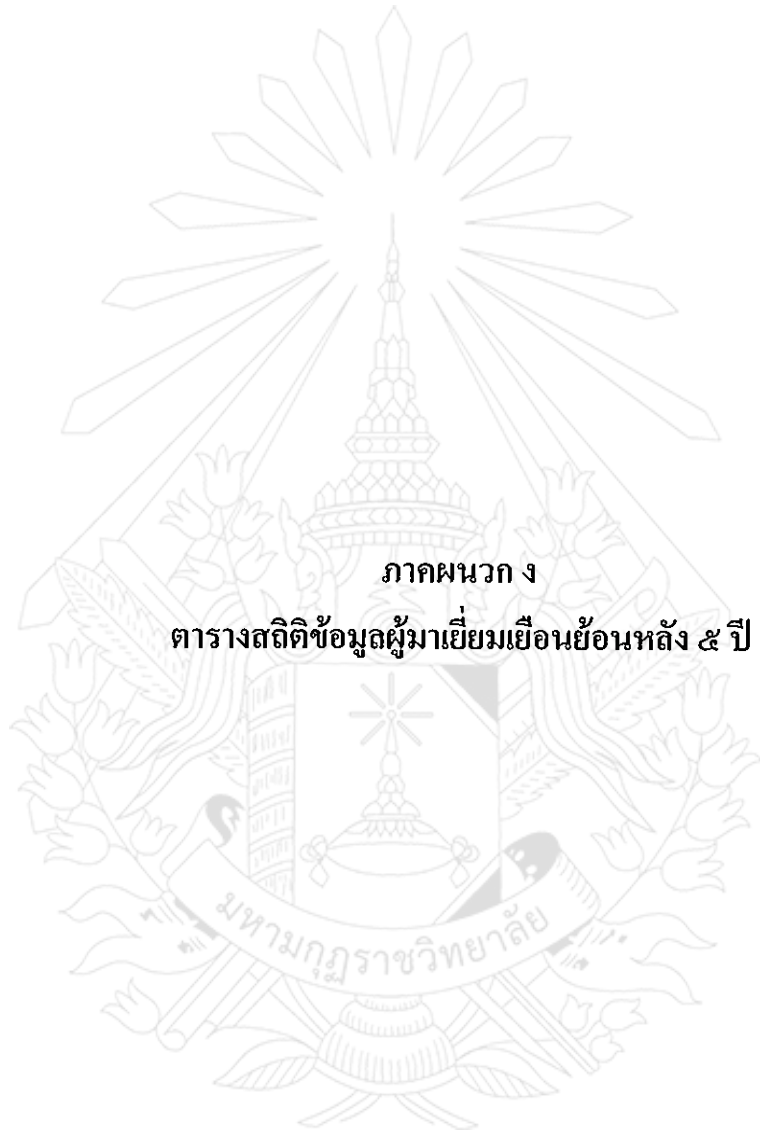 ภาคผนวก ง
ตารางสถิติข้อมูลผู้มาเยี่ยมเยือนย้อนหลัง ๕ ปี
มหามกุฏราชวิทยาลัย